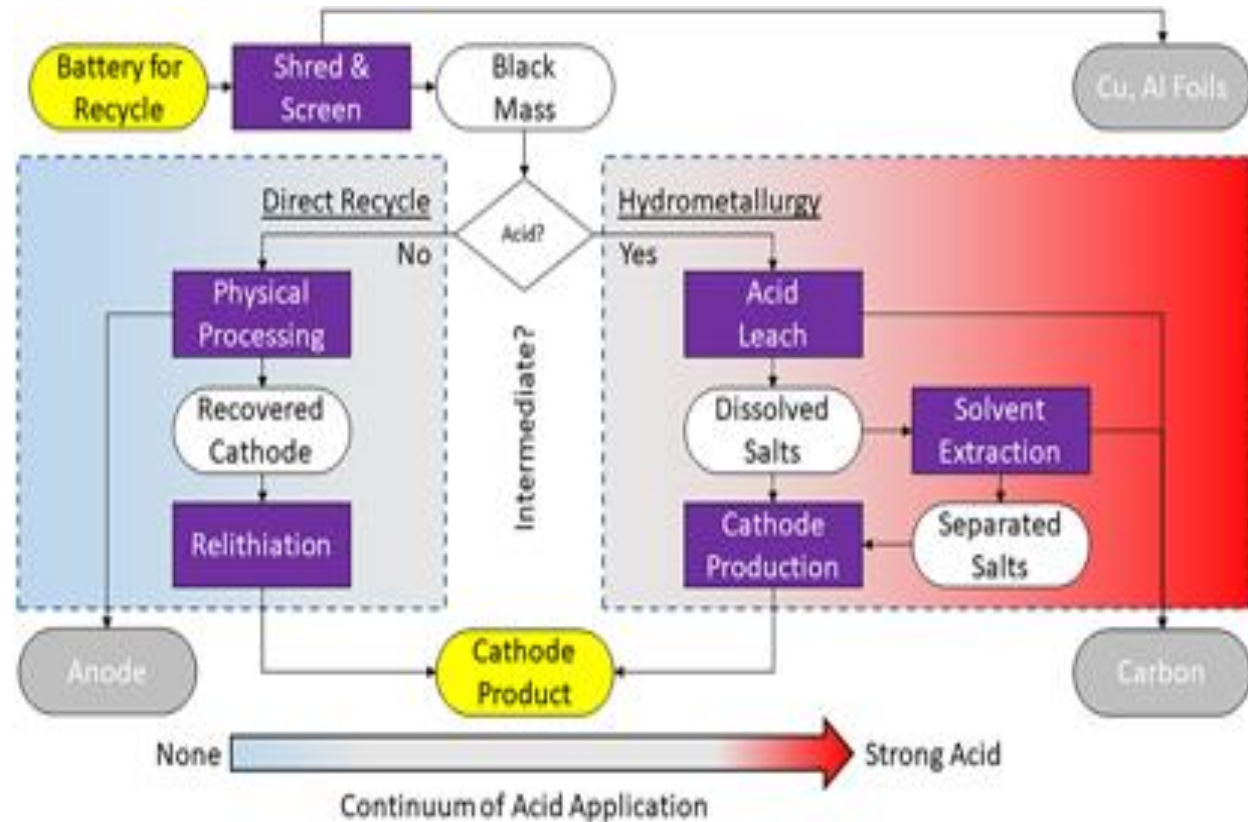 Battery for
Recycle
Shred &
Screen
Black
Mass
Cu, Al Foils
Direct Recycle
Hydrometallurgy
Acid?
No
Yes
Physical
Processing
Acid
Leach
Intermediate?
Recovered
Cathode
Dissolved
Salts
Solvent
Extraction
Relithiation
Cathode
Production
Separated
Salts
Anode
Cathode
Product
Carbon
None
Strong Acid
Continuum of Acid Application